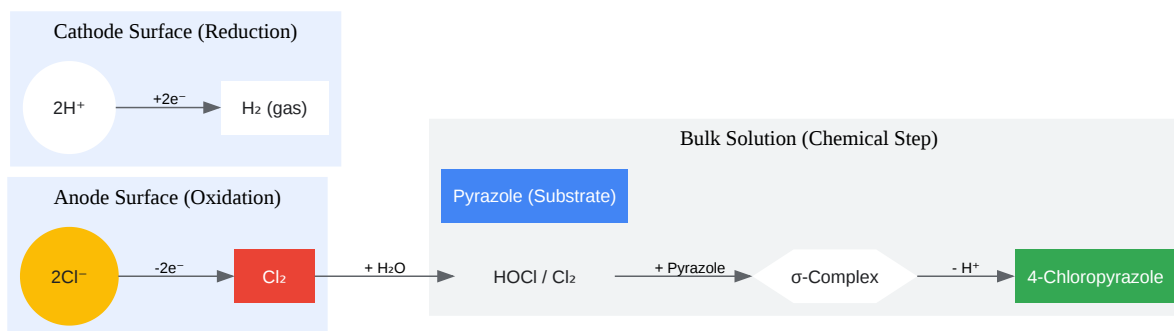 Cathode Surface (Reduction)
2H⁺
+2e⁻
H₂ (gas)
Bulk Solution (Chemical Step)
Pyrazole (Substrate)
Anode Surface (Oxidation)
2Cl⁻
-2e⁻
Cl₂
+ H₂O
HOCl / Cl₂
+ Pyrazole
σ-Complex
- H⁺
4-Chloropyrazole